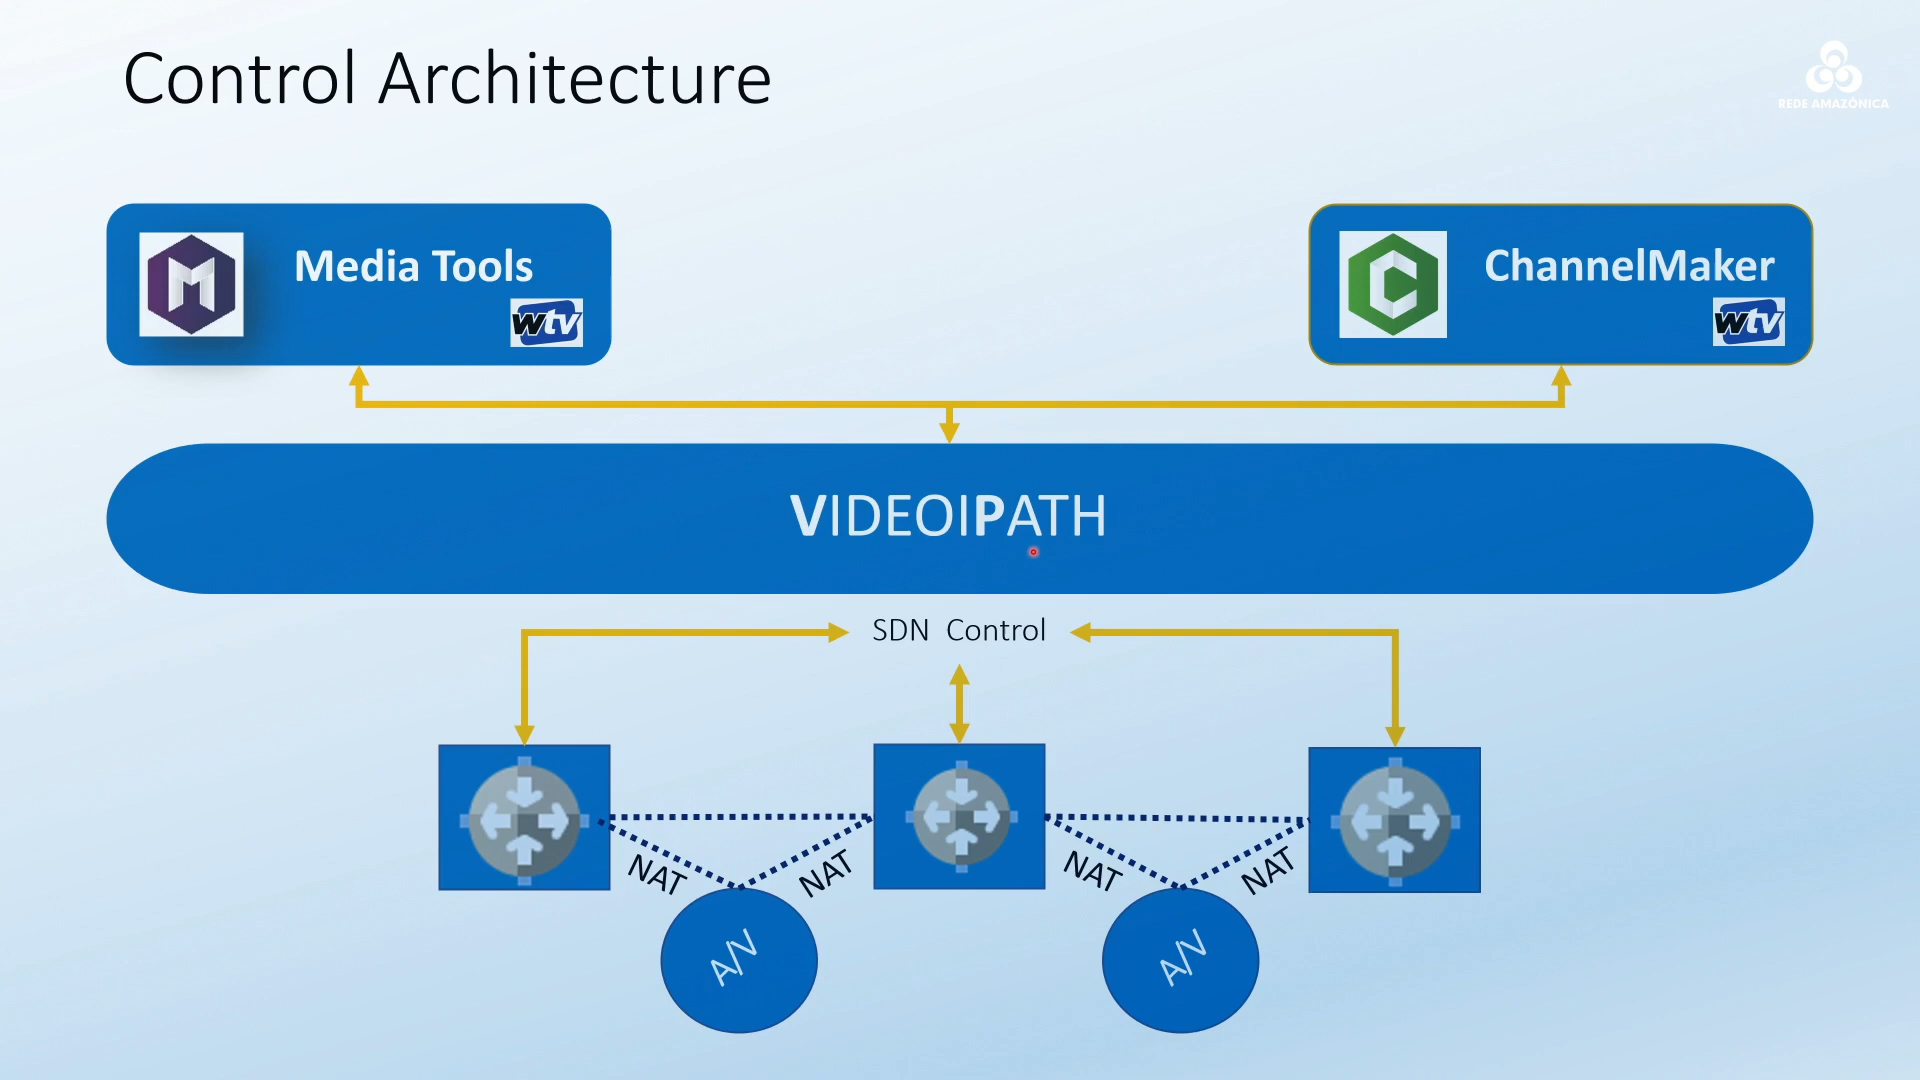 Control Architecture
REDE AMAZÔNICA
Media Tools
wtv
ChannelMaker
wtv
VIDEOIPATH
SDN Control
NAT
NAT
NAT
NAT
A/V
A/V